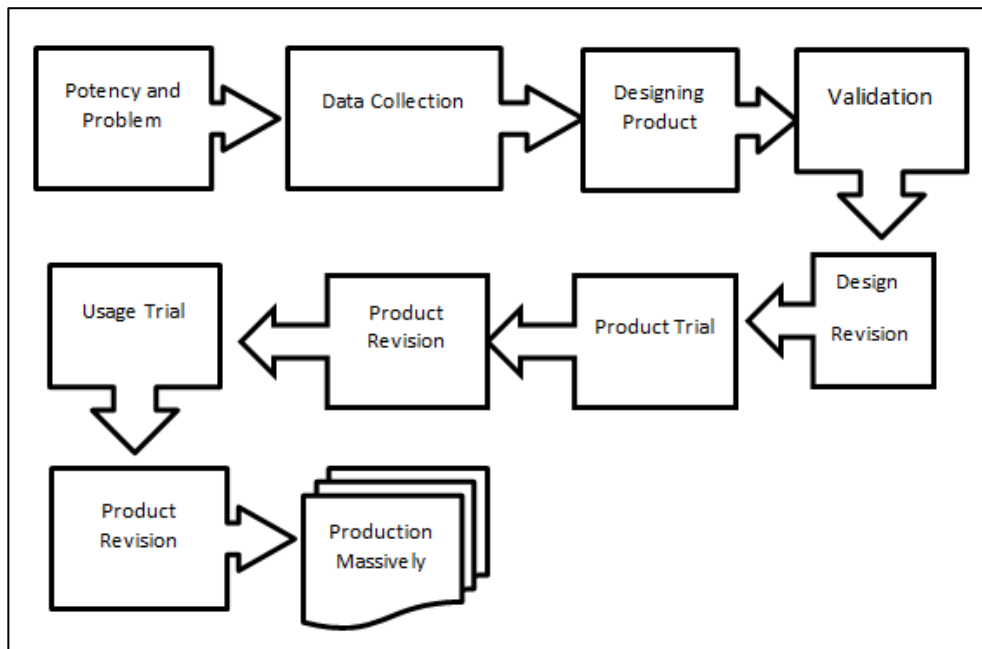 Potency and
Problem
Data Collection
Designing
Product
Validation
Design
Revision
Product Trial
Product
Revision
Usage Trial
Product
Revision
Production
Massively